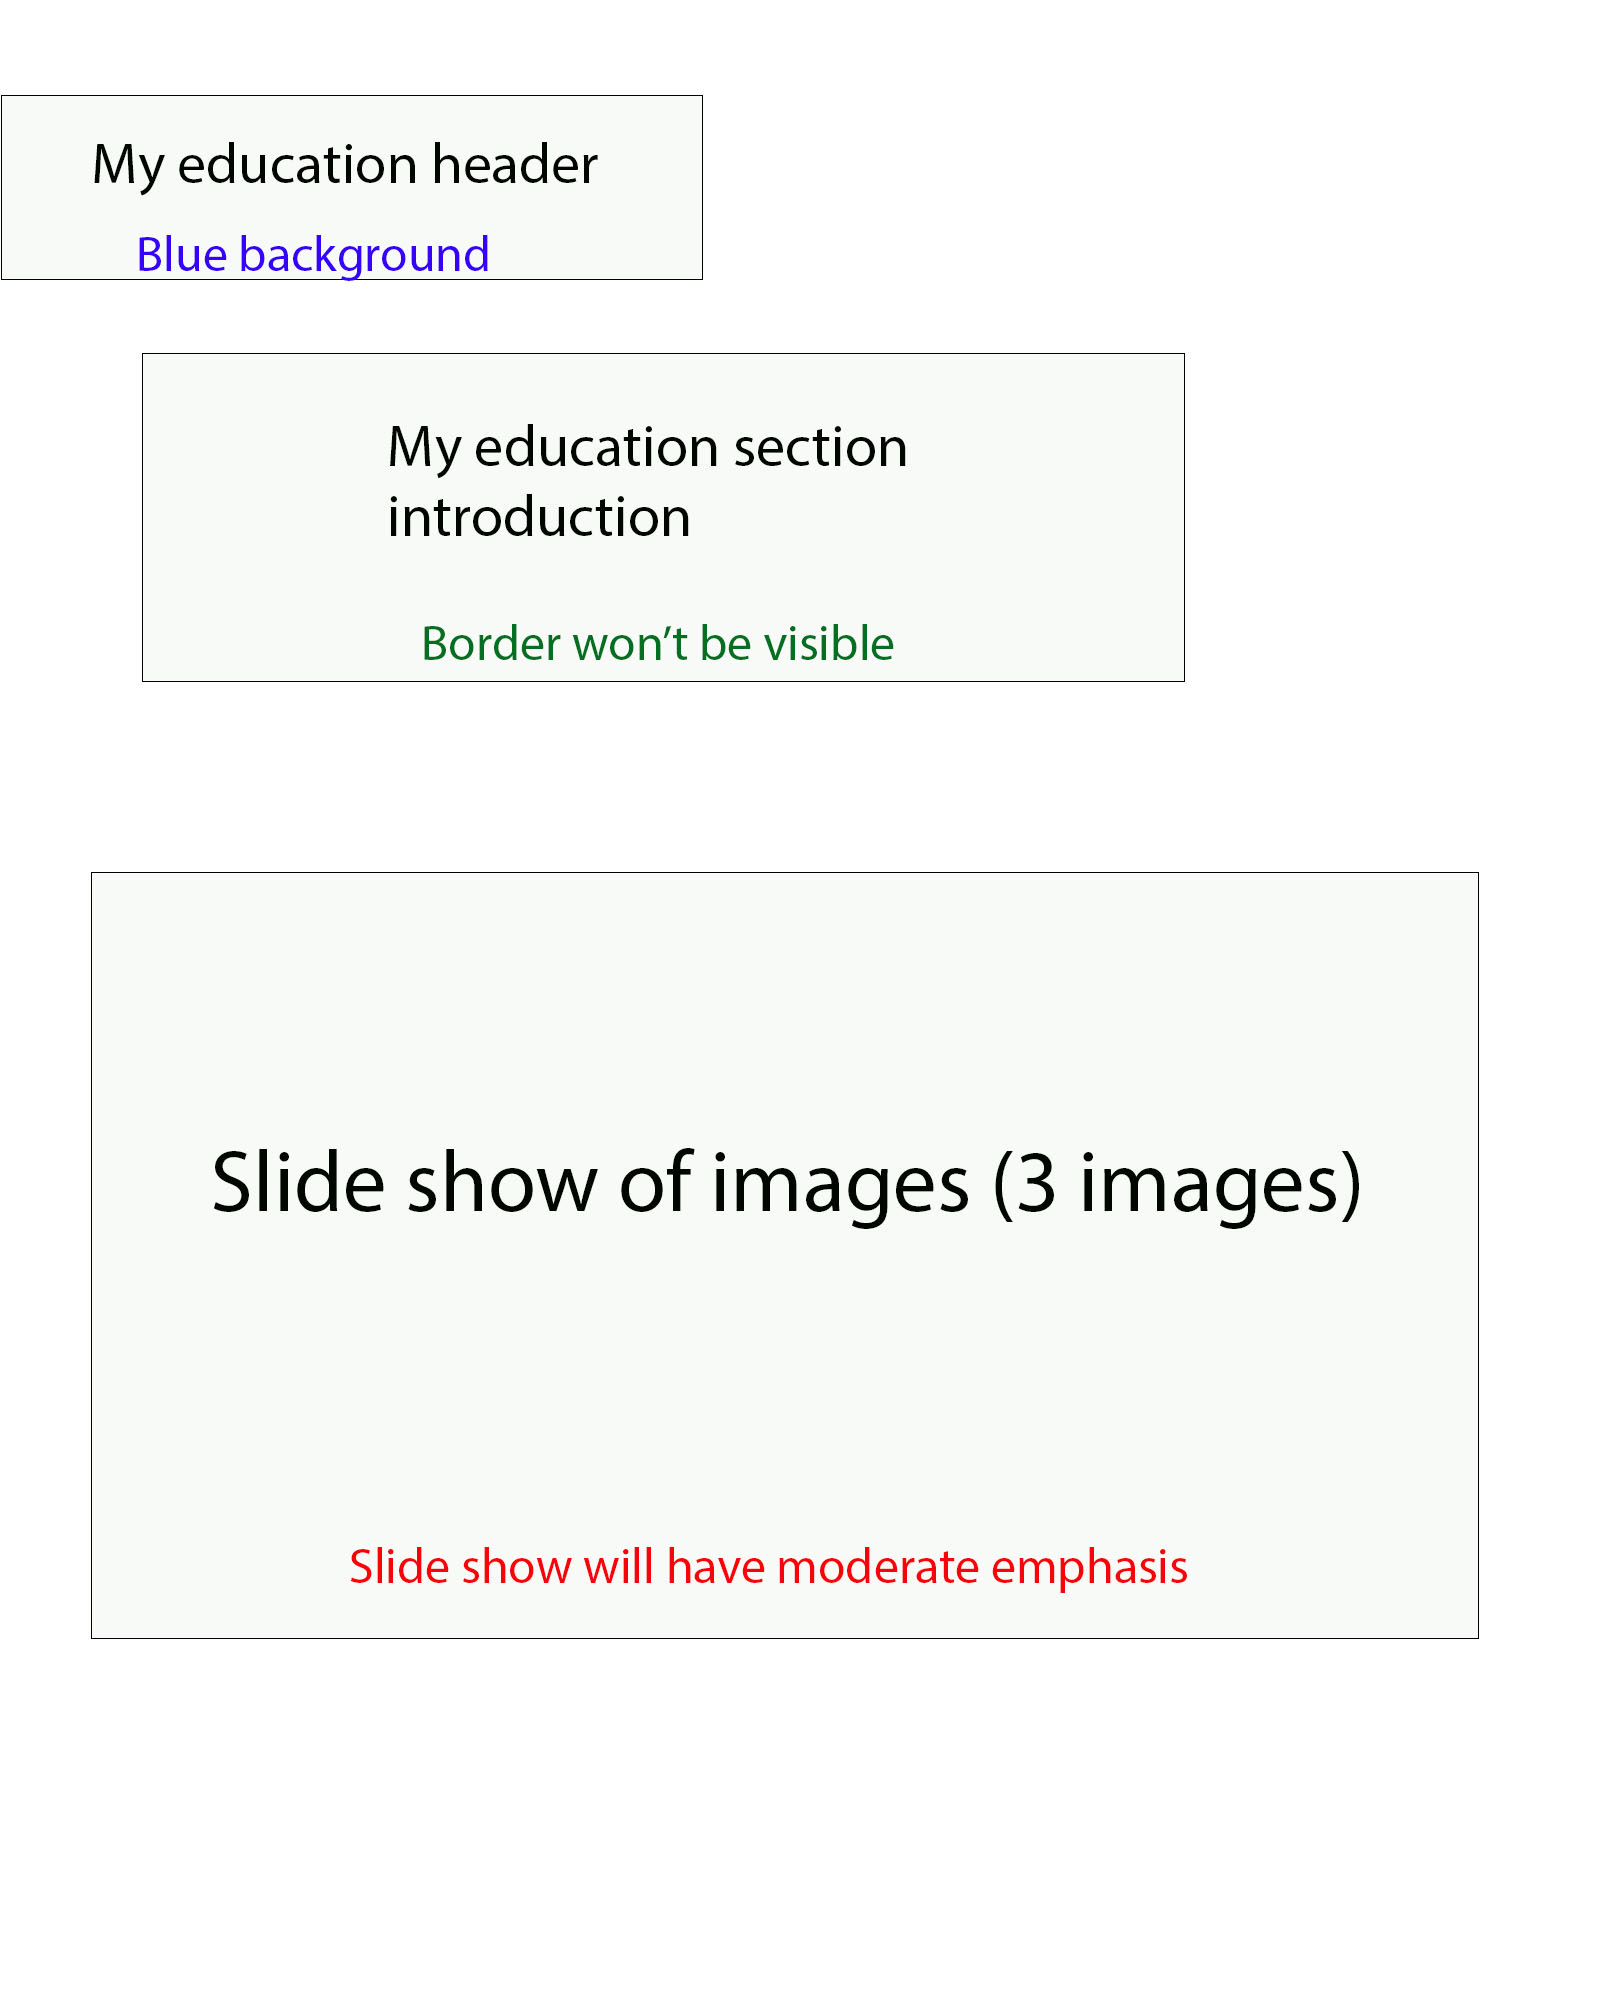 My education header
Blue background
My education section
introduction
Border won’t be visible
Slide show of images (3 images)
Slide show will have moderate emphasis